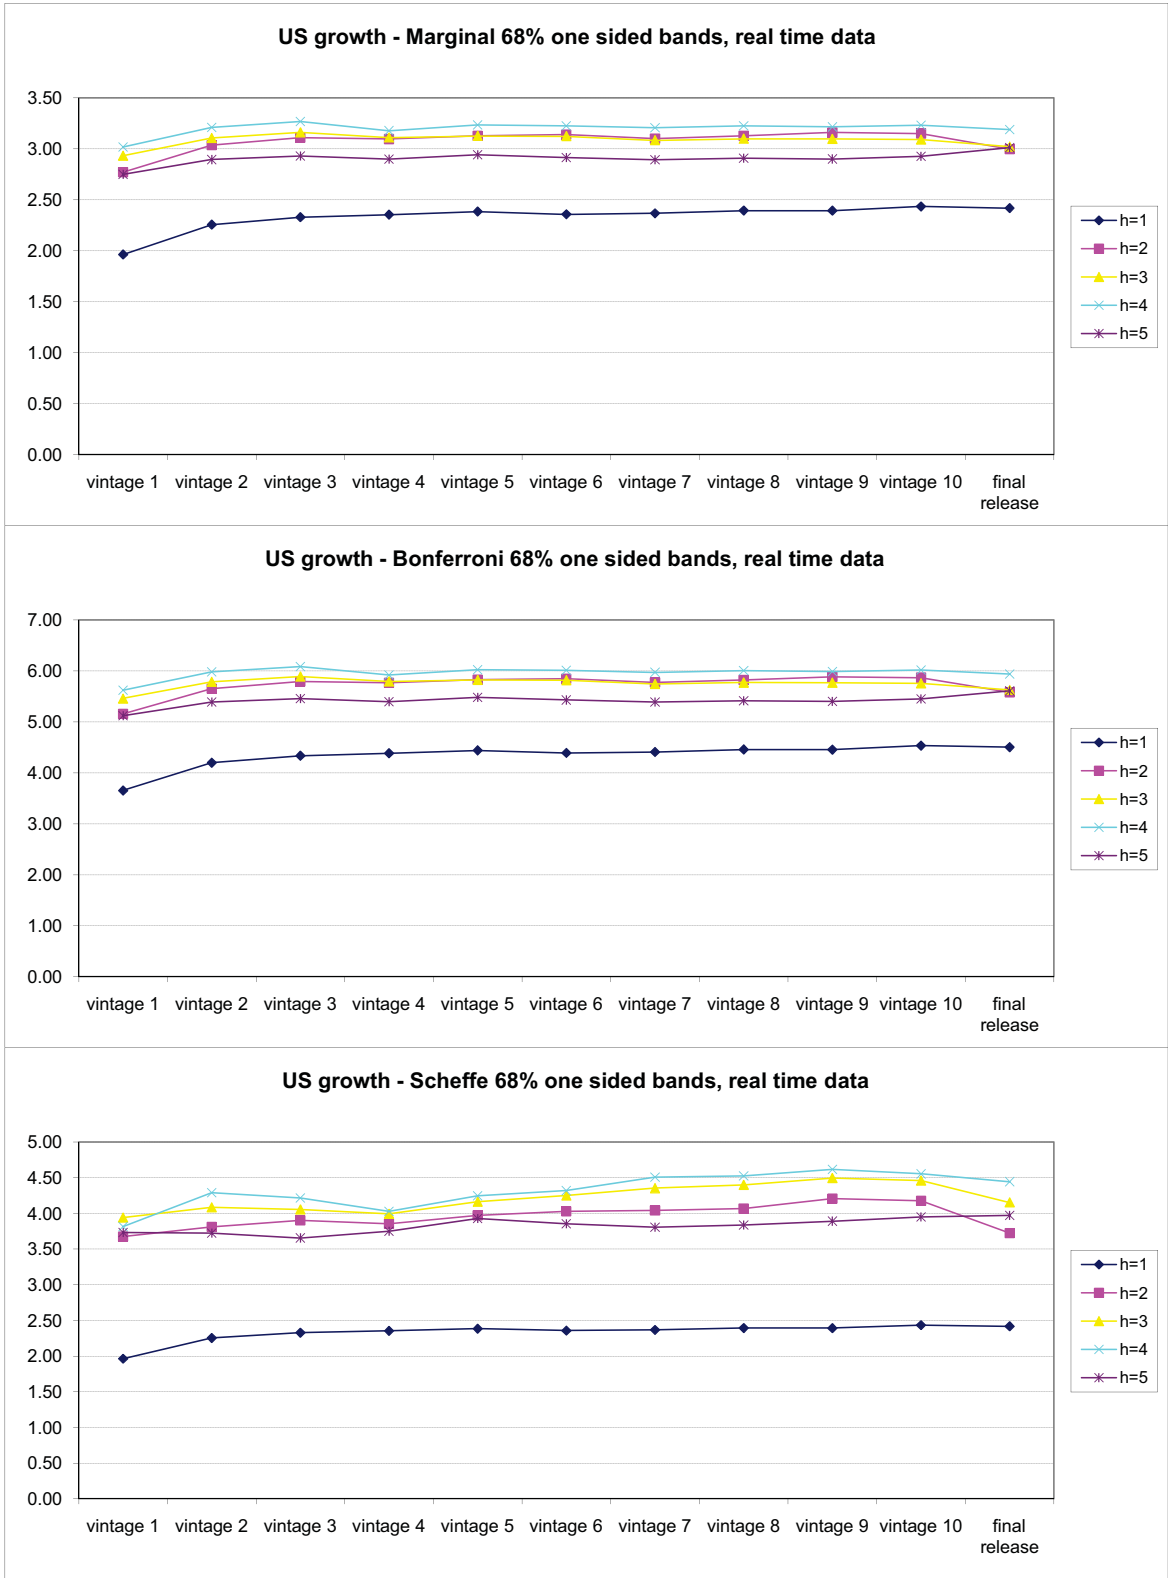 US growth - Marginal 68% one sided bands, real time data
3.50
3.00
2.50
2.00
1.50
1.00
0.50
0.00
vintage 1 vintage 2 vintage 3 vintage 4 vintage 5 vintage 6 vintage 7 vintage 8 vintage 9 vintage 10 final
release
h=1
h=2
h=3
h=4
h=5
US growth - Bonferroni 68% one sided bands, real time data
7.00
6.00
5.00
4.00
3.00
2.00
1.00
0.00
vintage 1 vintage 2 vintage 3 vintage 4 vintage 5 vintage 6 vintage 7 vintage 8 vintage 9 vintage 10 final
release
h=1
h=2
h=3
h=4
h=5
US growth - Scheffe 68% one sided bands, real time data
5.00
4.50
4.00
3.50
3.00
2.50
2.00
1.50
1.00
0.50
0.00
vintage 1 vintage 2 vintage 3 vintage 4 vintage 5 vintage 6 vintage 7 vintage 8 vintage 9 vintage 10 final
release
h=1
h=2
h=3
h=4
h=5